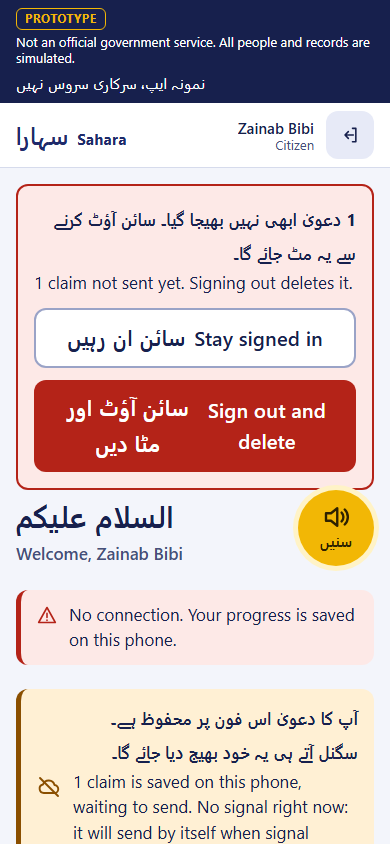 PROTOTYPE
Not an official government service. All people and records are
simulated.
نمونہ ایپ، سرکاری سروس نہیں
سہارا Sahara
Zainab Bibi
Citizen
1 دعویٰ ابھی نہیں بھیجا گیا۔ سائن آؤٹ کرنے
سے یہ مٹ جائے گا۔
1 claim not sent yet. Signing out deletes it.
سائن ان رہیں Stay signed in
سائن آؤٹ اور
مٹا دیں
Sign out and
delete
السلام علیکم
Welcome, Zainab Bibi
سنیں
No connection. Your progress is saved
on this phone.
آپ کا دعویٰ اس فون پر محفوظ ہے۔
سگنل آتے ہی یہ خود بھیج دیا جائے گا۔
1 claim is saved on this phone,
waiting to send. No signal right now:
it will send by itself when signal